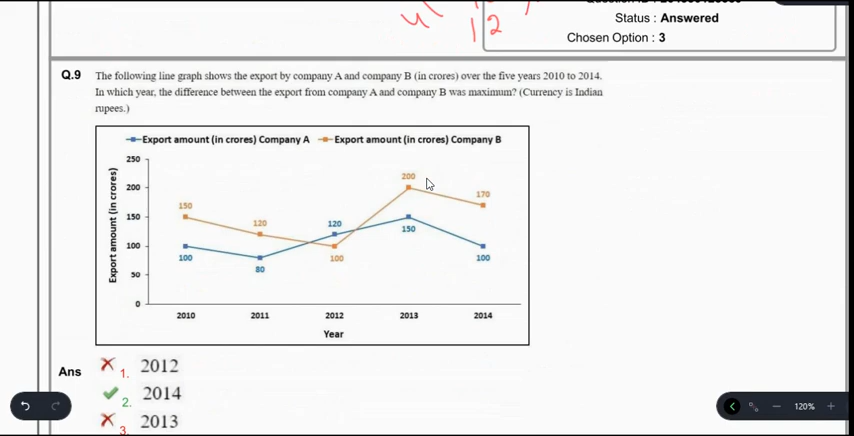 12
Status : Answered
Chosen Option : 3
Q.9 The following line graph shows the export by company A and company B (in crores) over the five years 2010 to 2014.
In which year, the difference between the export from company A and company B was maximum? (Currency is Indian
rupees.)
Export amount (in crores) Company A Export amount (in crores) Company B
Export amount (in crores)
250
200
150
100
50
0
150
120
120
200
170
100
80
100
150
100
2010 2011 2012 2013 2014
Year
Ans 1. 2012
2. 2014
3. 2013
120%